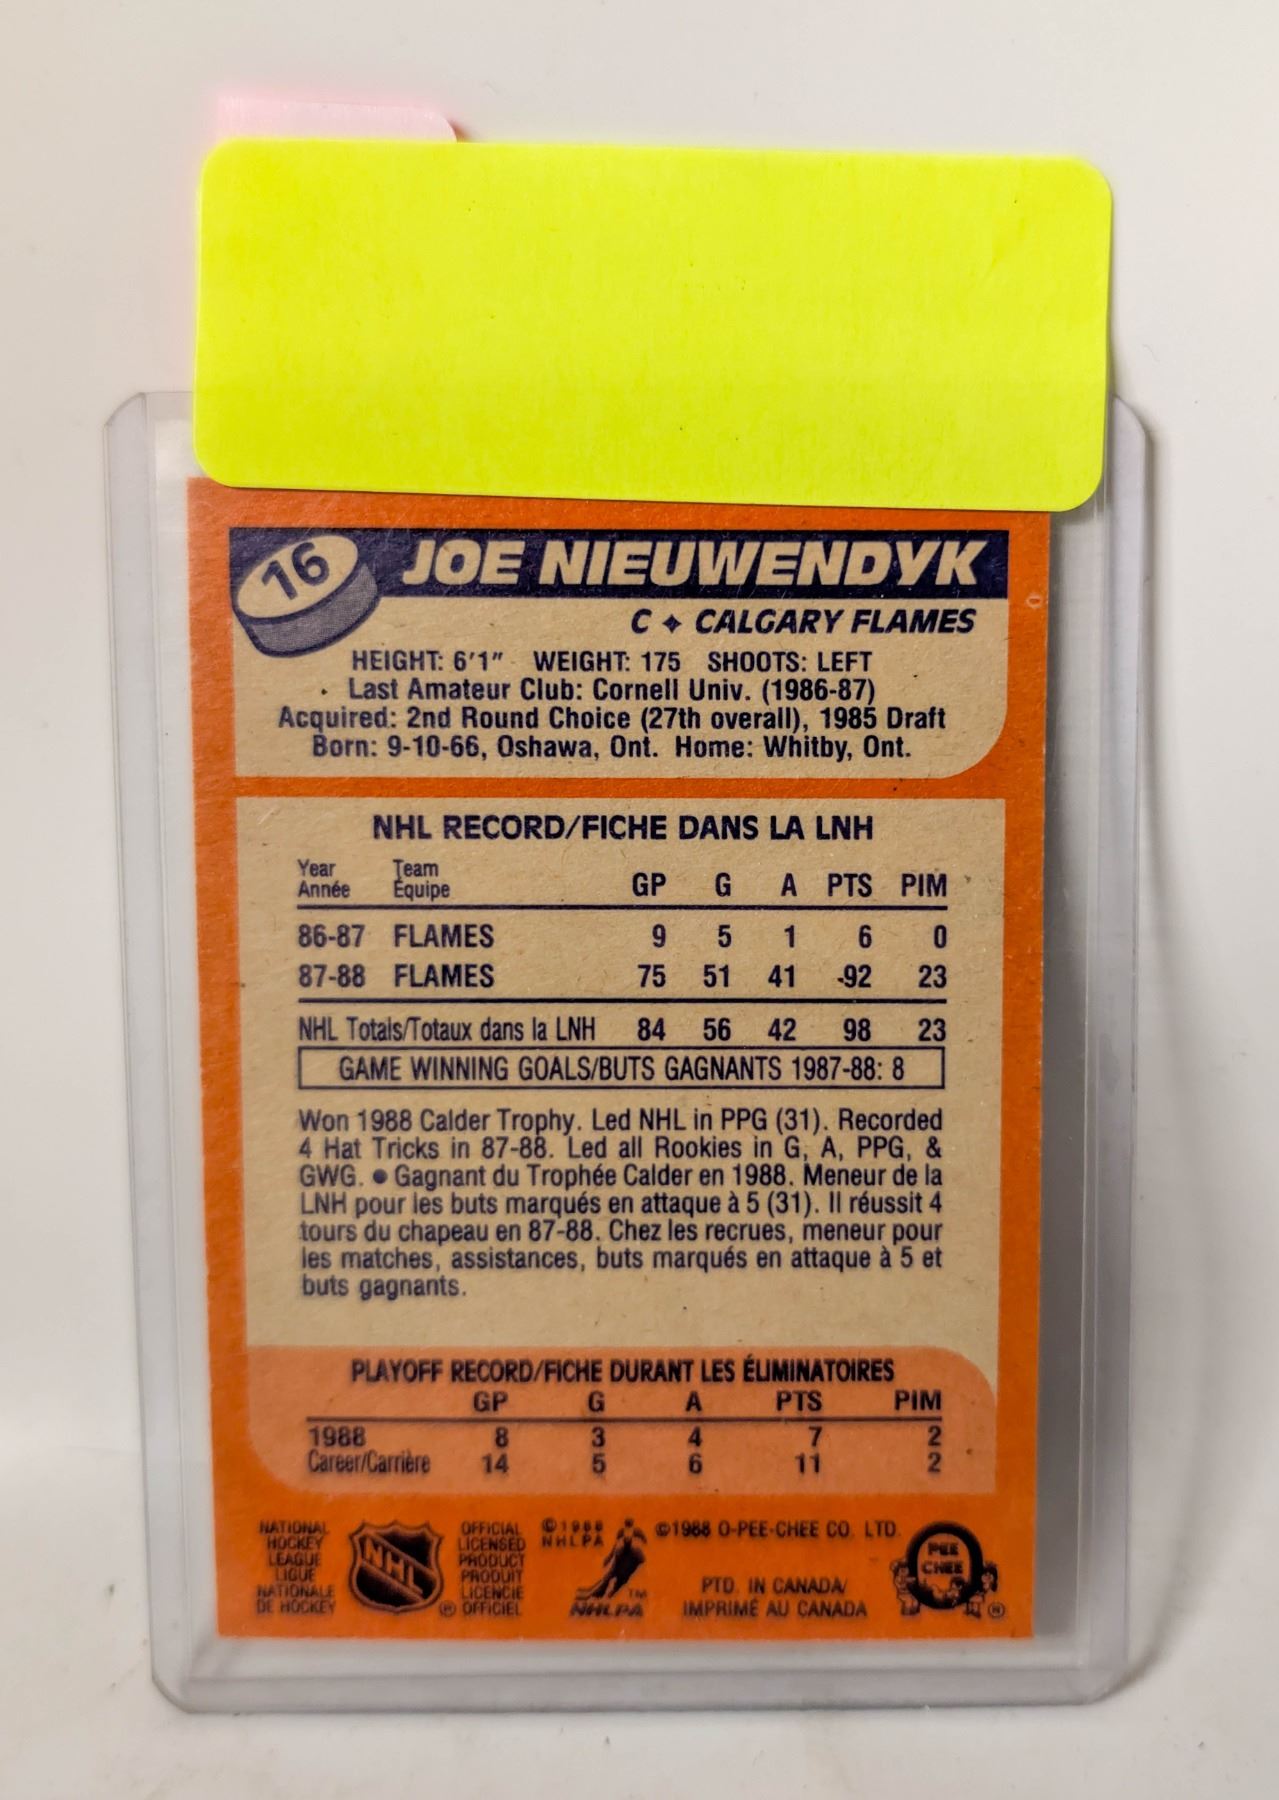 16 JOE NIEUWENDYK
C ✦ CALGARY FLAMES
HEIGHT: 6'1" WEIGHT: 175 SHOOTS: LEFT
Last Amateur Club: Cornell Univ. (1986-87)
Acquired: 2nd Round Choice (27th overall), 1985 Draft
Born: 9-10-66, Oshawa, Ont. Home: Whitby, Ont.
NHL RECORD/FICHE DANS LA LNH
Year Team
Année Équipe GP G A PTS PIM
86-87 FLAMES 9 5 1 6 0
87-88 FLAMES 75 51 41 -92 23
NHL Totals/Totaux dans la LNH 84 56 42 98 23
GAME WINNING GOALS/BUTS GAGNANTS 1987-88: 8
Won 1988 Calder Trophy. Led NHL in PPG (31). Recorded
4 Hat Tricks in 87-88. Led all Rookies in G, A, PPG, &
GWG. ● Gagnant du Trophée Calder en 1988. Meneur de la
LNH pour les buts marqués en attaque à 5 (31). Il réussit 4
tours du chapeau en 87-88. Chez les recrues, meneur pour
les matches, assistances, buts marqués en attaque à 5 et
buts gagnants.
PLAYOFF RECORD/FICHE DURANT LES ÉLIMINATOIRES
GP G A PTS PIM
1988 8 3 4 7 2
Career/Carrière 14 5 6 11 2
NATIONAL
HOCKEY
LEAGUE
LIGUE
NATIONALE
DE HOCKEY
NHL
®
OFFICIAL
LICENSED
PRODUCT
PRODUIT
LICENCIE
OFFICIEL
©1988
NHLPA
TM
NHLPA
©1988 O-PEE-CHEE CO. LTD.
PTD. IN CANADA/
IMPRIMÉ AU CANADA
PEE
CHEE
®